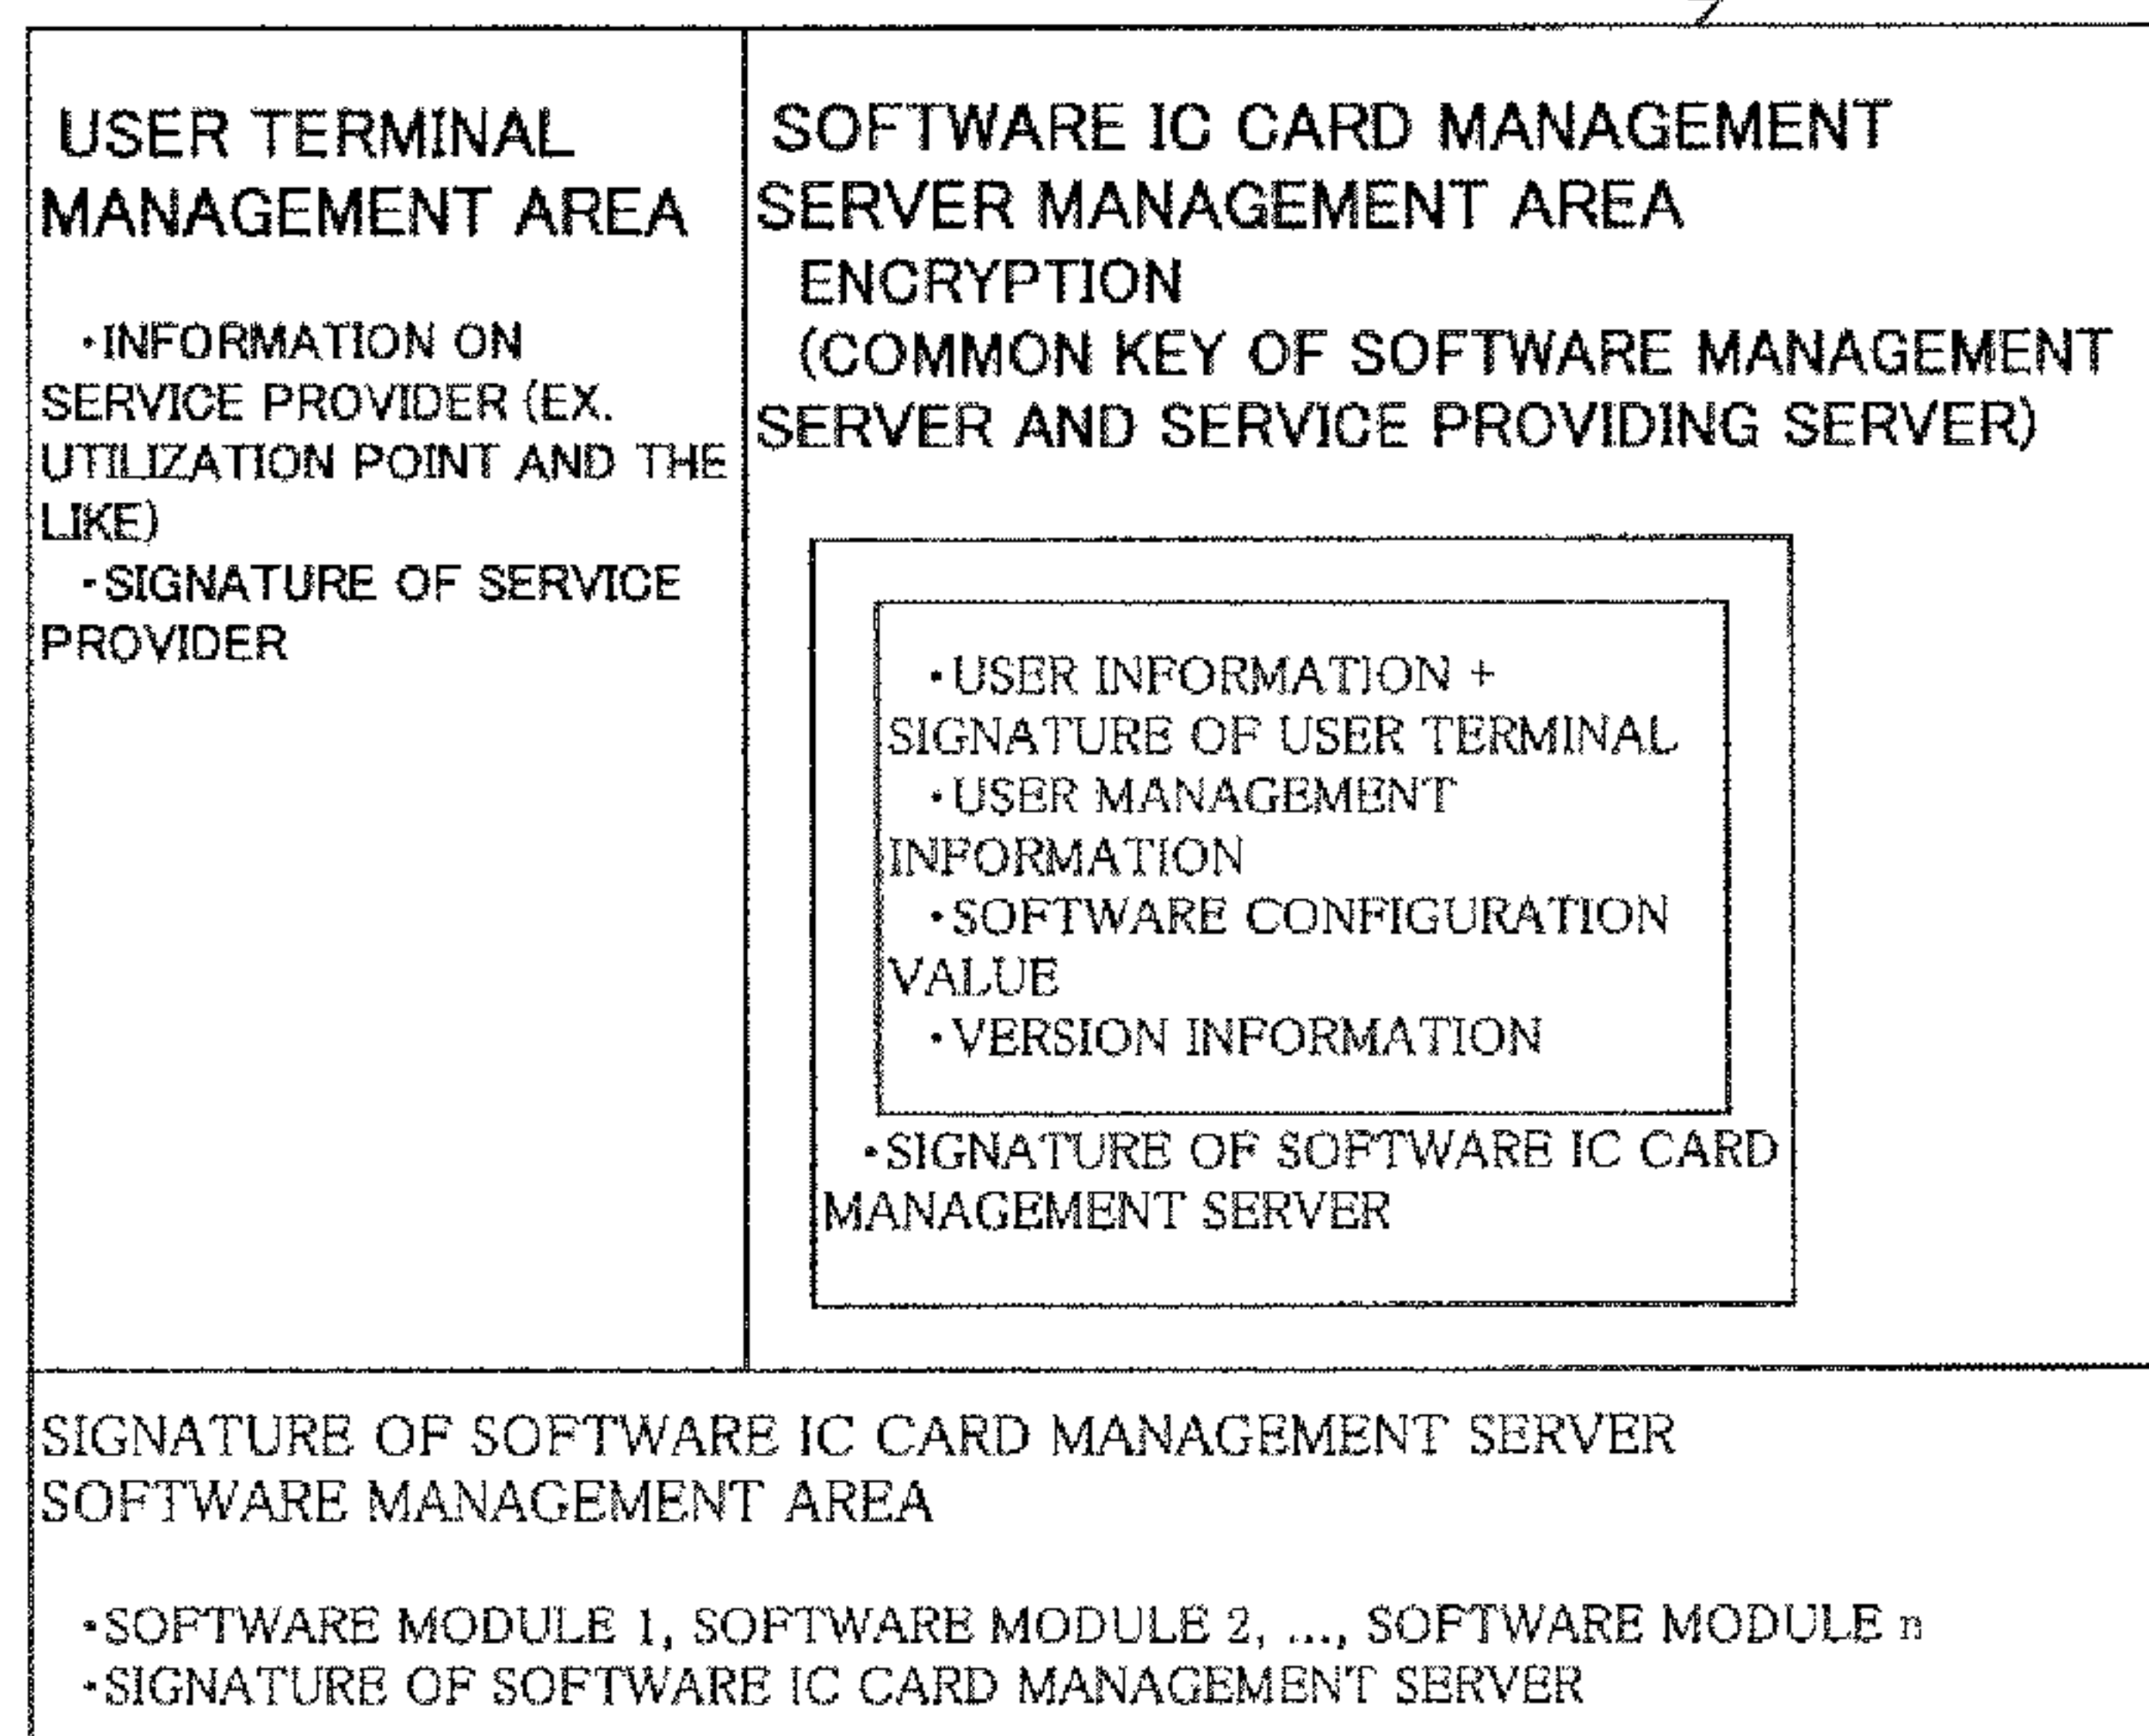 USER TERMINAL
MANAGEMENT AREA
・INFORMATION ON
SERVICE PROVIDER (EX.
UTILIZATION POINT AND THE
LIKE)
・SIGNATURE OF SERVICE
PROVIDER
SOFTWARE IC CARD MANAGEMENT
SERVER MANAGEMENT AREA
ENCRYPTION
(COMMON KEY OF SOFTWARE MANAGEMENT
SERVER AND SERVICE PROVIDING SERVER)
・USER INFORMATION +
SIGNATURE OF USER TERMINAL
・USER MANAGEMENT
INFORMATION
・SOFTWARE CONFIGURATION
VALUE
・VERSION INFORMATION
・SIGNATURE OF SOFTWARE IC CARD
MANAGEMENT SERVER
SIGNATURE OF SOFTWARE IC CARD MANAGEMENT SERVER
SOFTWARE MANAGEMENT AREA
・SOFTWARE MODULE 1, SOFTWARE MODULE 2, ..., SOFTWARE MODULE n
・SIGNATURE OF SOFTWARE IC CARD MANAGEMENT SERVER